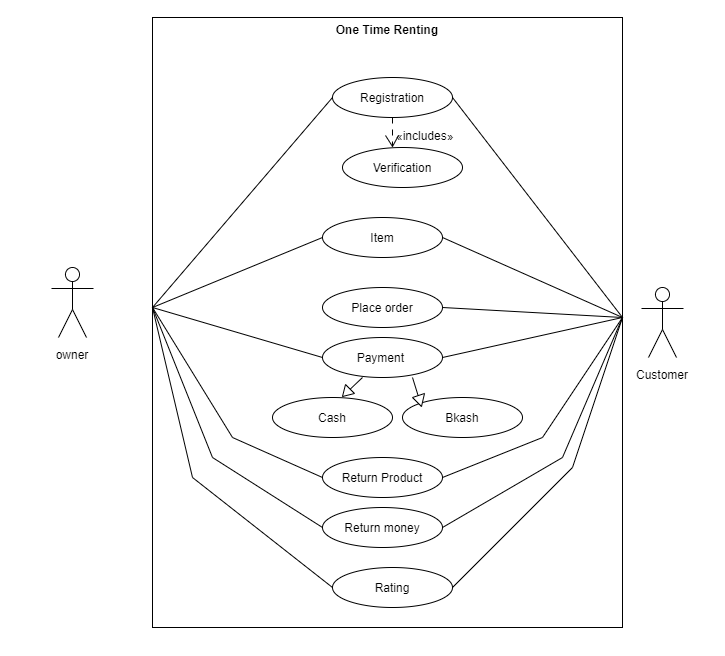 One Time Renting
Registration
«includes»
Verification
Item
Place order
Payment
Cash
Bkash
Return Product
Return money
Rating
owner
Customer